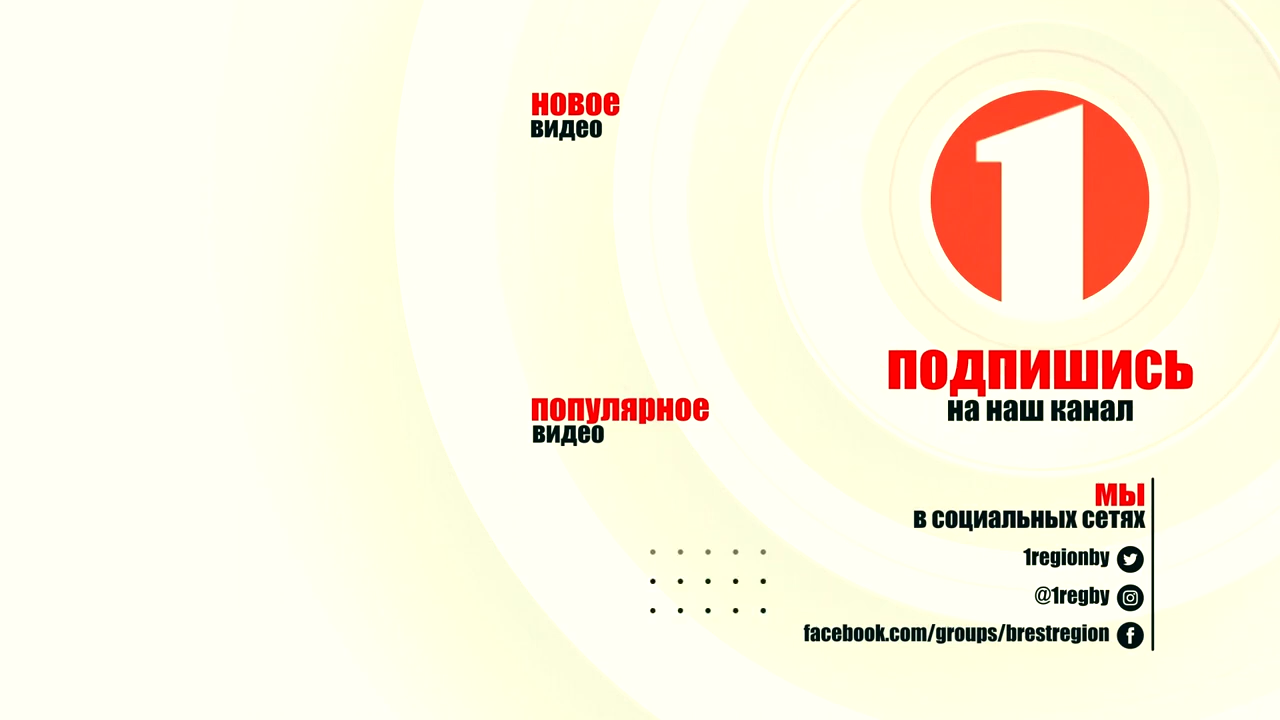 новое
видео
1
подпишись
на наш канал
популярное
видео
мы
в социальных сетях
1regionby
@1regby
facebook.com/groups/brestregion